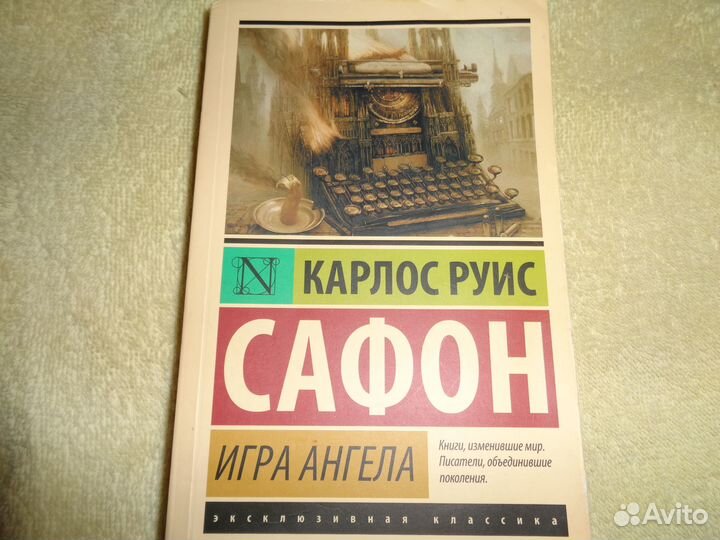 N
КАРЛОС РУИС
САФОН
ИГРА АНГЕЛА
Книги, изменившие мир.
Писатели, объединившие
поколения.
эксклюзивная классика
Avito